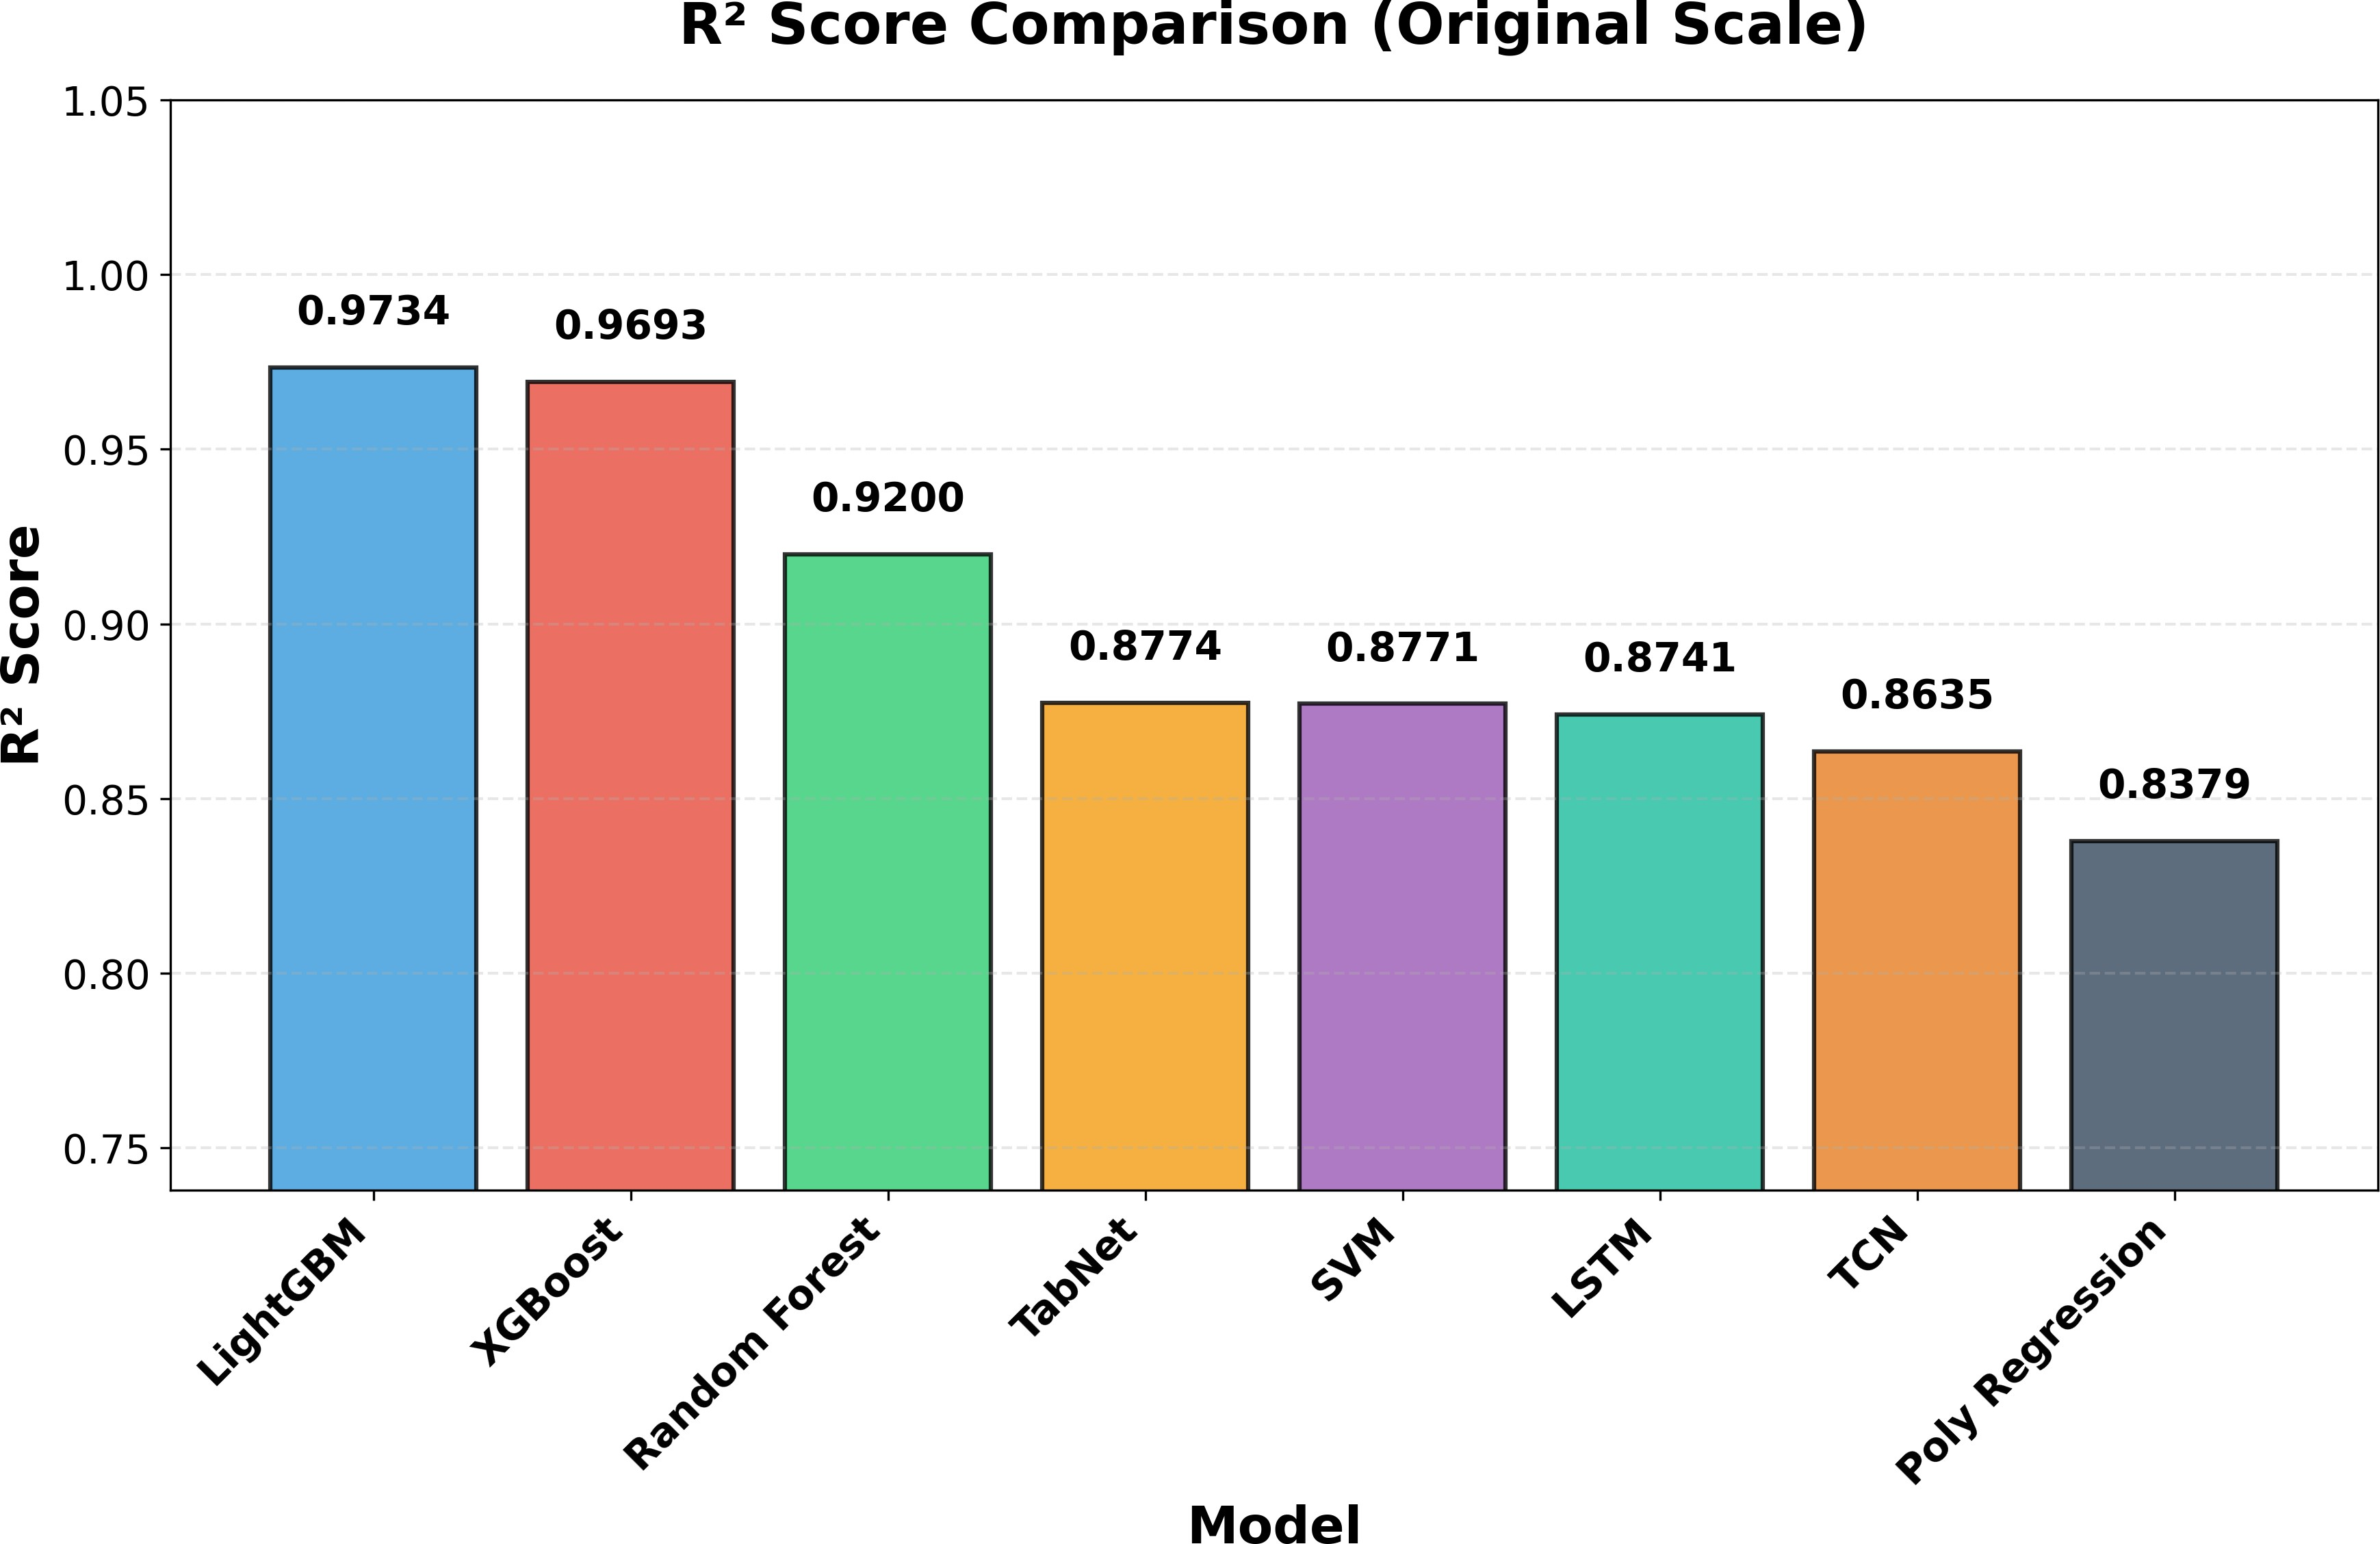 R² Score Comparison (Original Scale)
1.05
1.00
0.95
0.90
0.85
0.80
0.75
R² Score
0.9734
0.9693
0.9200
0.8774
0.8771
0.8741
0.8635
0.8379
LightGBM
XGBoost
Random Forest
TabNet
SVM
LSTM
TCN
Poly Regression
Model